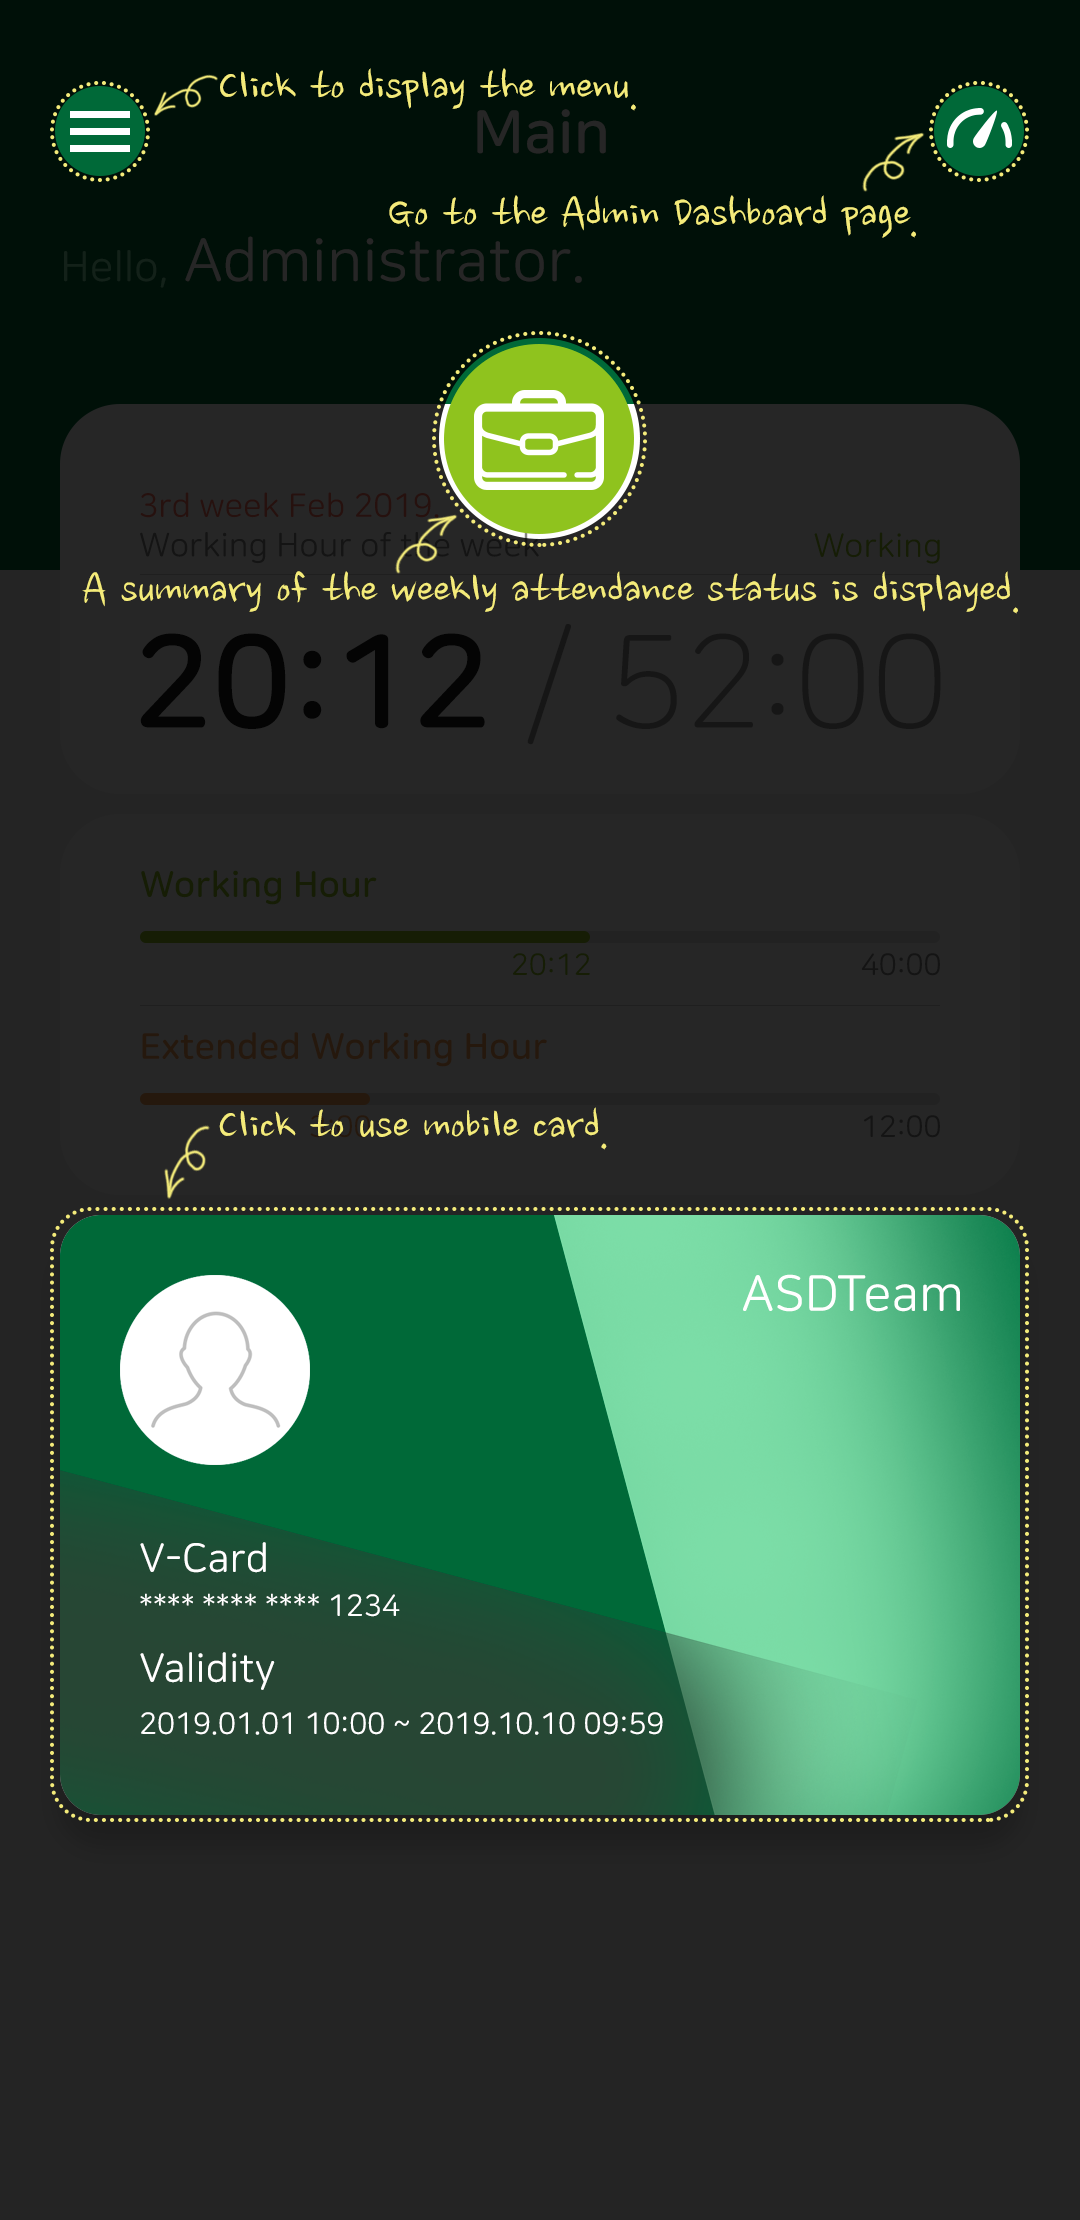 Click to display the menu.
Main
Go to the Admin Dashboard page.
Hello, Administrator.
3rd week Feb 2019.
Working Hour of the week
Working
A summary of the weekly attendance status is displayed.
20:12 / 52:00
Working Hour
20:12
40:00
Extended Working Hour
Click to use mobile card.
12:00
ASDTeam
V-Card
**** **** **** 1234
Validity
2019.01.01 10:00 ~ 2019.10.10 09:59